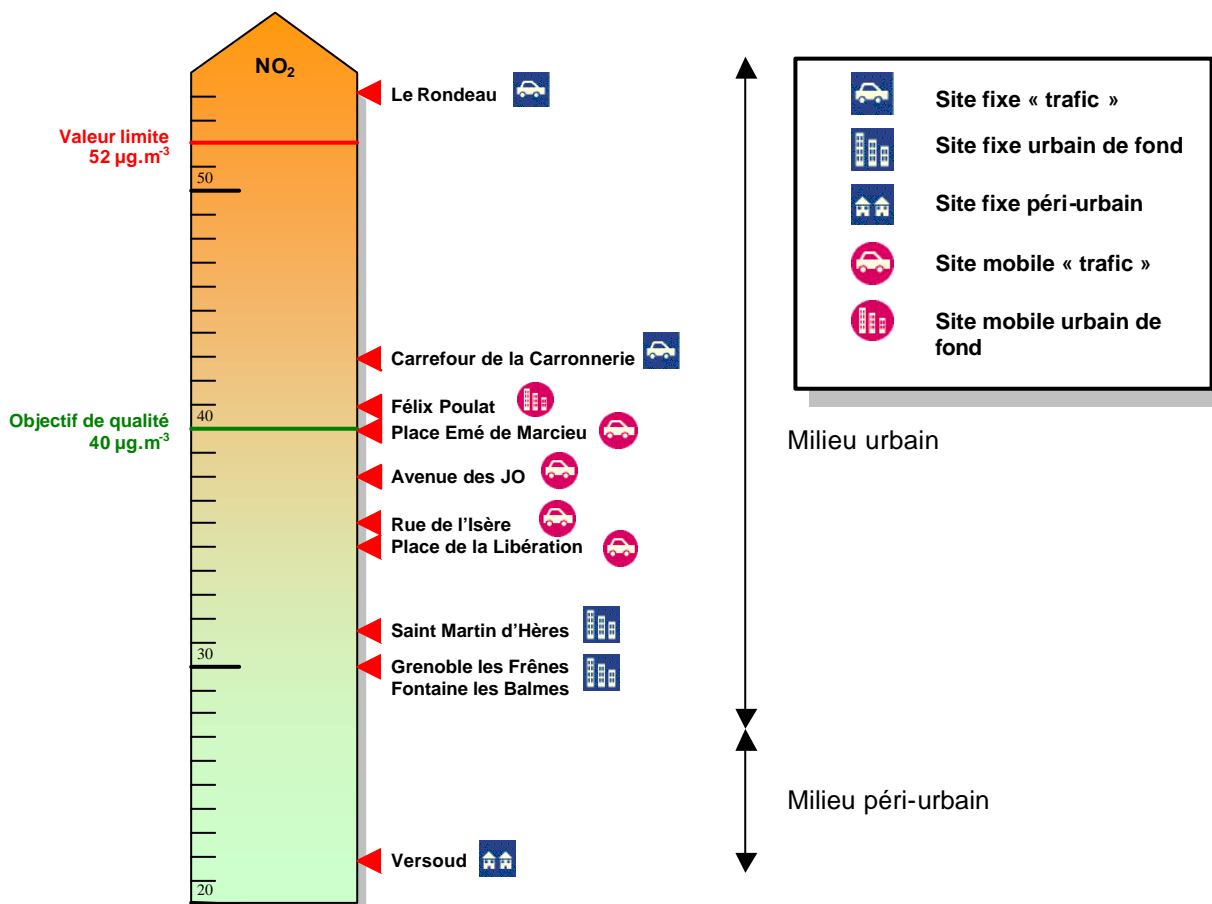 NO2
Le Rondeau
Valeur limite
52 µg.m-3
50
Carrefour de la Carronnerie
Félix Poulat
40
Objectif de qualité
40 µg.m-3
Place Emé de Marcieu
Avenue des JO
Rue de l'Isère
Place de la Libération
Saint Martin d'Hères
30
Grenoble les Frênes
Fontaine les Balmes
Versoud
20
Site fixe « trafic »
Site fixe urbain de fond
Site fixe péri-urbain
Site mobile « trafic »
Site mobile urbain de
fond
Milieu urbain
Milieu péri-urbain